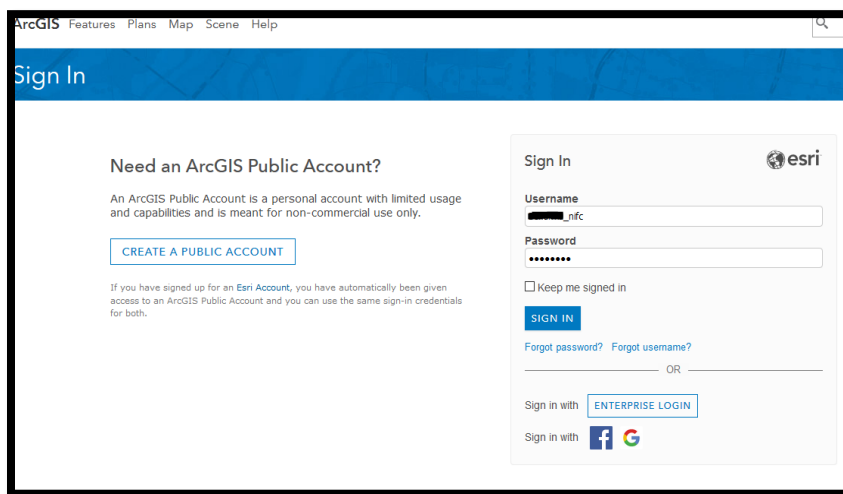 ArcGIS Features Plans Map Scene Help
Sign In
Need an ArcGIS Public Account?
An ArcGIS Public Account is a personal account with limited usage
and capabilities and is meant for non-commercial use only.
CREATE A PUBLIC ACCOUNT
If you have signed up for an Esri Account, you have automatically been given
access to an ArcGIS Public Account and you can use the same sign-in credentials
for both.
Sign In
esri
Username
_nifc
Password
••••••••
Keep me signed in
SIGN IN
Forgot password? Forgot username?
OR
Sign in with ENTERPRISE LOGIN
Sign in with f G